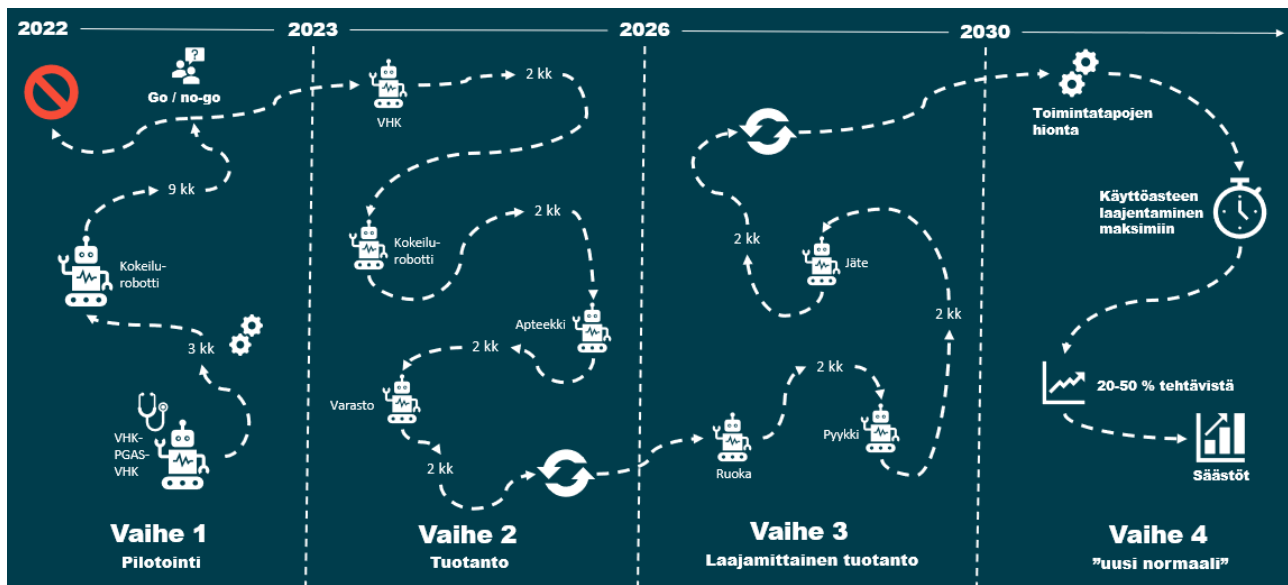 2022
2023
2026
2030
Go / no-go
9 kk
Kokeilu-
robotti
3 kk
VHK-
PGAS-
VHK
Vaihe 1
Pilotointi
VHK
2 kk
Kokeilu-
robotti
2 kk
Apteekki
2 kk
Varasto
2 kk
Vaihe 2
Tuotanto
Ruoka
2 kk
Pyykki
2 kk
Jäte
2 kk
Vaihe 3
Laajamittainen tuotanto
Toimintatapojen
hionta
Käyttöasteen
laajentaminen
maksimiin
20-50 % tehtävistä
Säästöt
Vaihe 4
”uusi normaali”
?